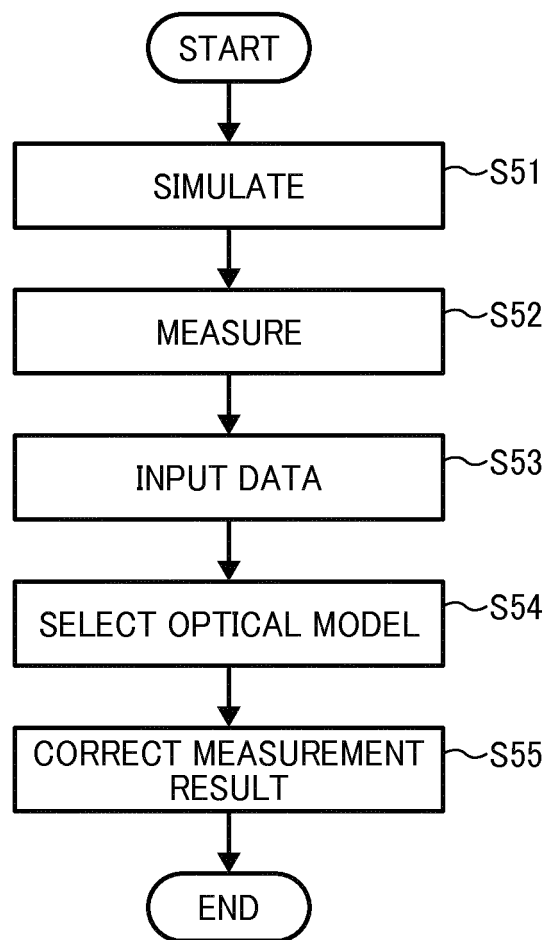 START
SIMULATE
S51
MEASURE
S52
INPUT DATA
S53
SELECT OPTICAL MODEL
S54
CORRECT MEASUREMENT
RESULT
S55
END